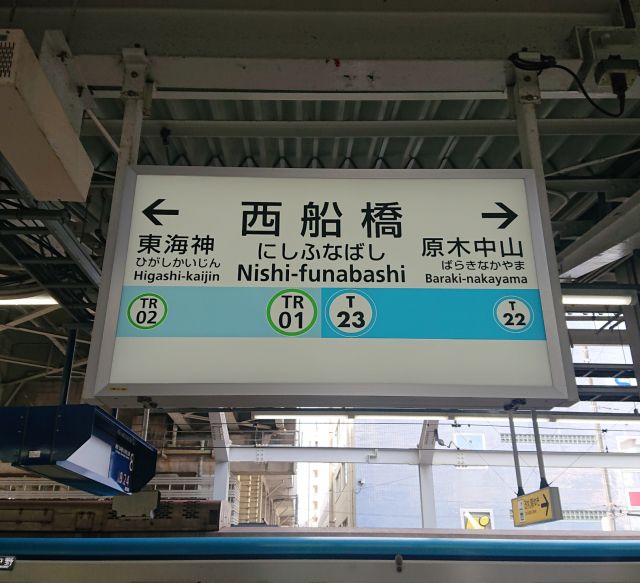 ← 西船橋 →
東海神 にしふなばし 原木中山
ひがしかいじん ばらきなかやま
Higashi-kaijin Nishi-funabashi Baraki-nakayama
TR 02 TR 01 T 23 T 22